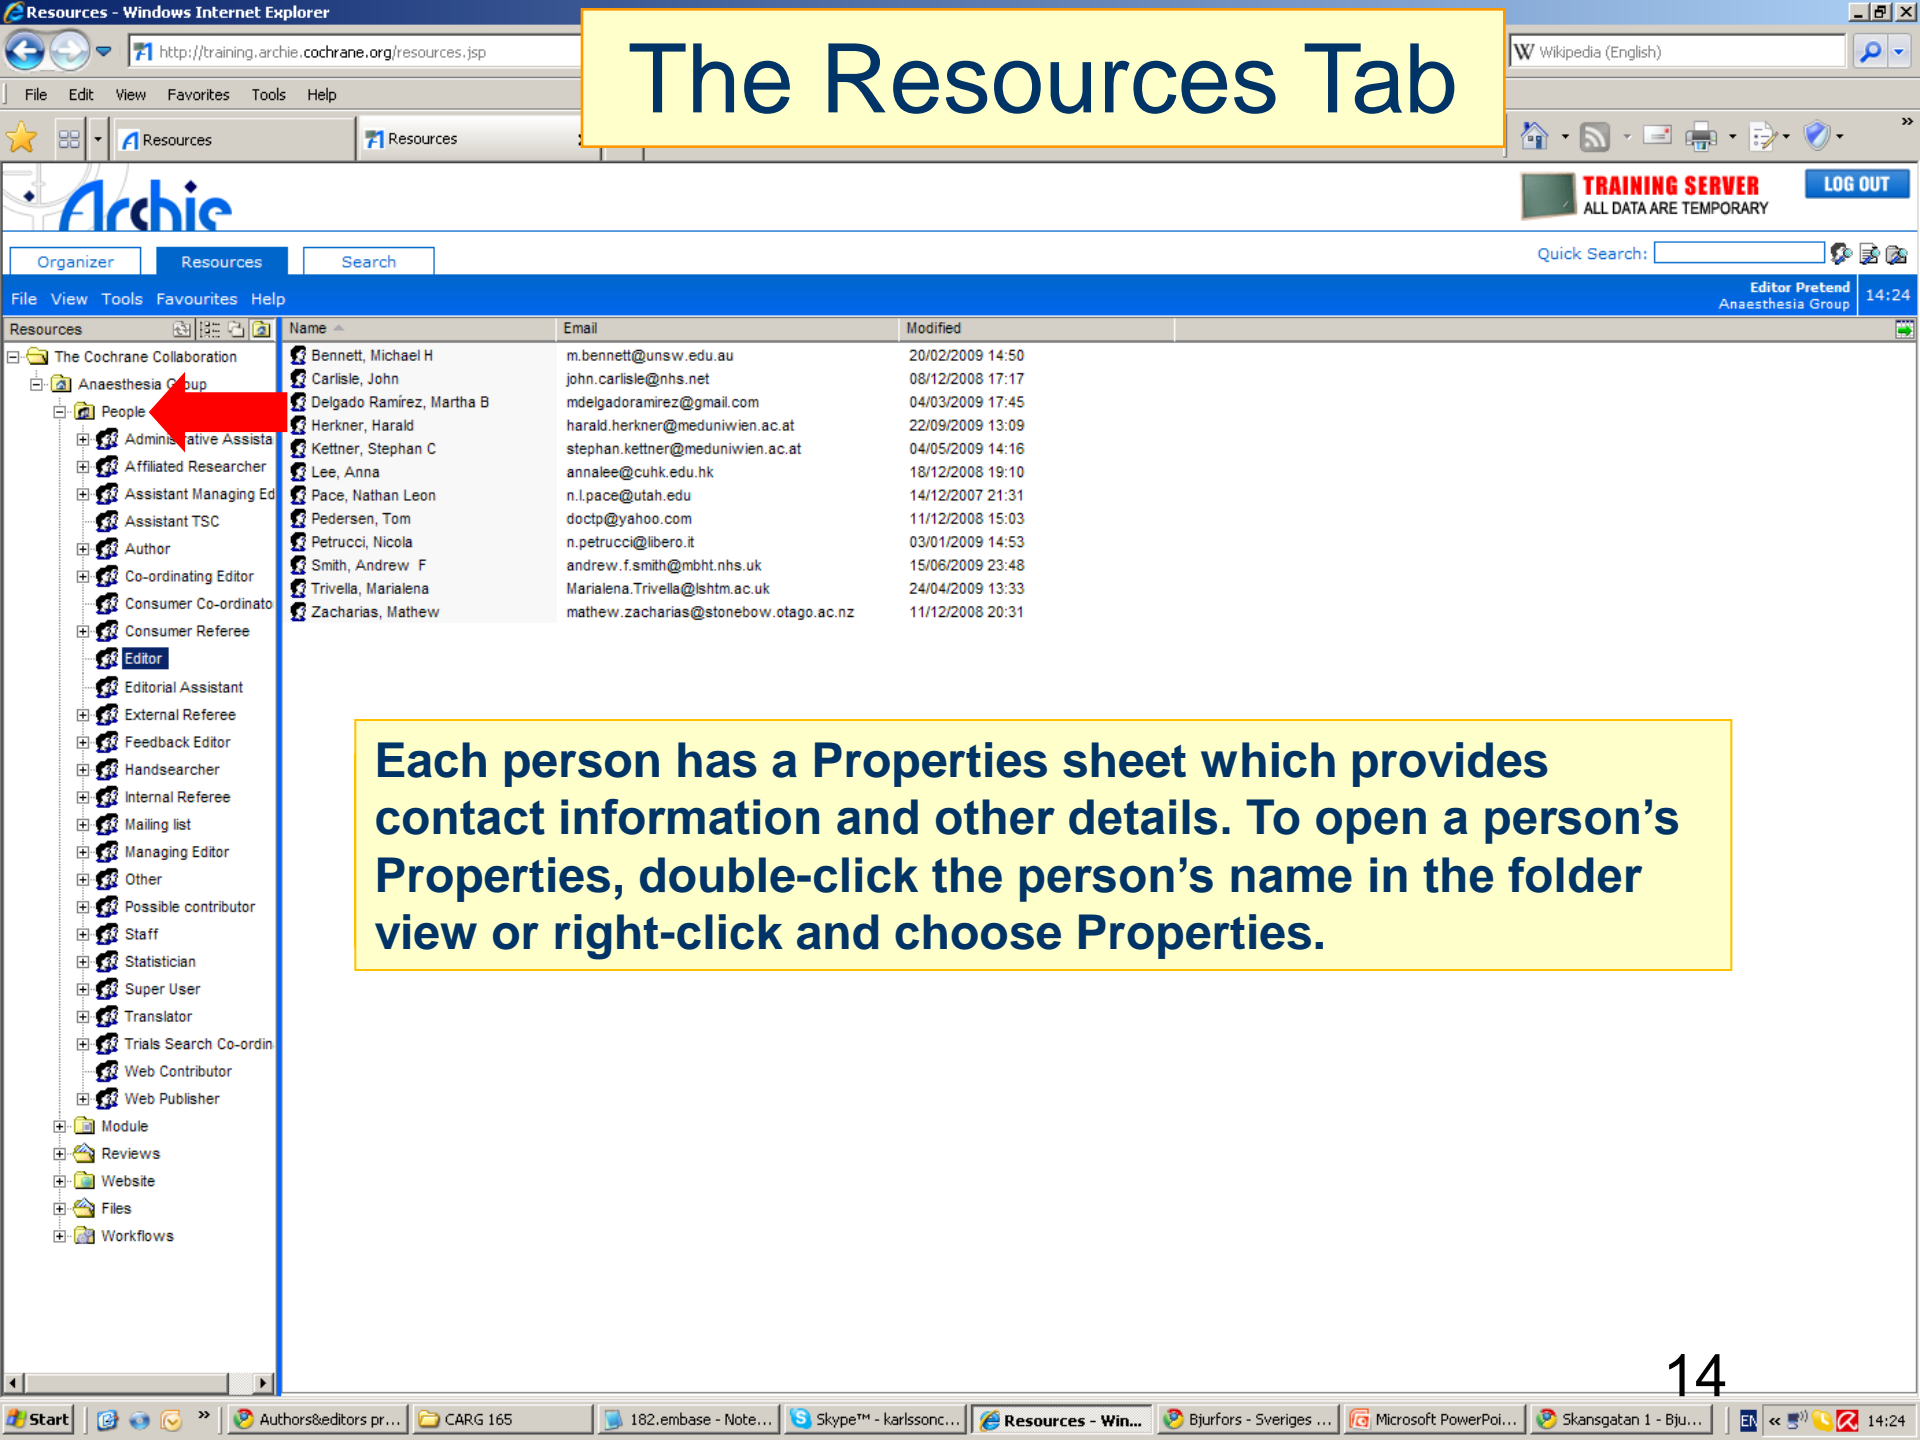 Resources - Windows Internet Explorer
The Resources Tab
http://training.archie.cochrane.org/resources.jsp
Wikipedia (English)
File Edit View Favorites Tools Help
Resources
Resources
Archie
TRAINING SERVER
ALL DATA ARE TEMPORARY
LOG OUT
Organizer Resources Search
Quick Search:
File View Tools Favourites Help
Editor Pretend
Anaesthesia Group
14:24
Resources
Name Email Modified
The Cochrane Collaboration
Anaesthesia Group
People
Administrative Assista
Affiliated Researcher
Assistant Managing Ed
Assistant TSC
Author
Co-ordinating Editor
Consumer Co-ordinato
Consumer Referee
Editor
Editorial Assistant
External Referee
Feedback Editor
Handsearcher
Internal Referee
Mailing list
Managing Editor
Other
Possible contributor
Staff
Statistician
Super User
Translator
Trials Search Co-ordin
Web Contributor
Web Publisher
Module
Reviews
Website
Files
Workflows
Bennett, Michael H m.bennett@unsw.edu.au 20/02/2009 14:50
Carlisle, John john.carlisle@nhs.net 08/12/2008 17:17
Delgado Ramírez, Martha B mdelgadoramirez@gmail.com 04/03/2009 17:45
Herkner, Harald harald.herkner@meduniwien.ac.at 22/09/2009 13:09
Kettner, Stephan C stephan.kettner@meduniwien.ac.at 04/05/2009 14:16
Lee, Anna annalee@cuhk.edu.hk 18/12/2008 19:10
Pace, Nathan Leon n.l.pace@utah.edu 14/12/2007 21:31
Pedersen, Tom doctp@yahoo.com 11/12/2008 15:03
Petrucci, Nicola n.petrucci@libero.it 03/01/2009 14:53
Smith, Andrew F andrew.f.smith@mbht.nhs.uk 15/06/2009 23:48
Trivella, Marialena Marialena.Trivella@lshtm.ac.uk 24/04/2009 13:33
Zacharias, Mathew mathew.zacharias@stonebow.otago.ac.nz 11/12/2008 20:31
Each person has a Properties sheet which provides
contact information and other details. To open a person’s
Properties, double-click the person’s name in the folder
view or right-click and choose Properties.
14
Start
Authors&editors pr...
CARG 165
182.embase - Note...
Skype™ - karlssonc...
Resources - Win...
Bjurfors - Sveriges ...
Microsoft PowerPoi...
Skansgatan 1 - Bju...
EN
14:24